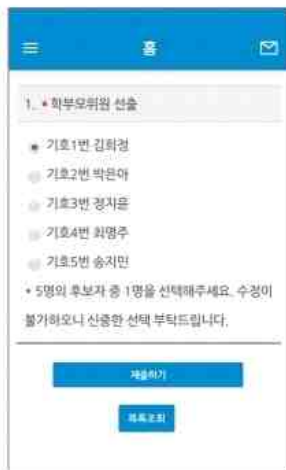 홈
1. * 학부모위원 선출
기호1번 김희정
기호2번 박은아
기호3번 정지윤
기호4번 최명주
기호5번 송지민
* 5명의 후보자 중 1명을 선택해주세요. 수정이
불가하오니 신중한 선택 부탁드립니다.
제출하기
목록조회